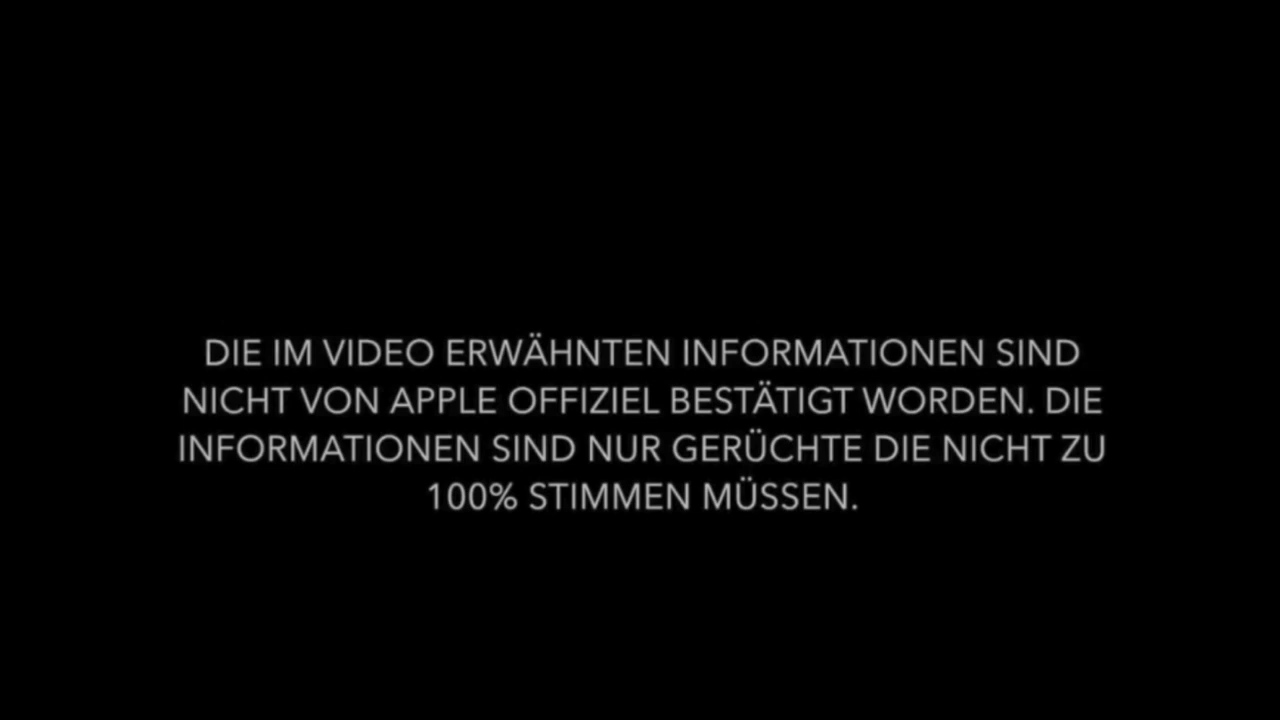 DIE IM VIDEO ERWÄHNTEN INFORMATIONEN SIND
NICHT VON APPLE OFFIZIEL BESTÄTIGT WORDEN. DIE
INFORMATIONEN SIND NUR GERÜCHTE DIE NICHT ZU
100% STIMMEN MÜSSEN.